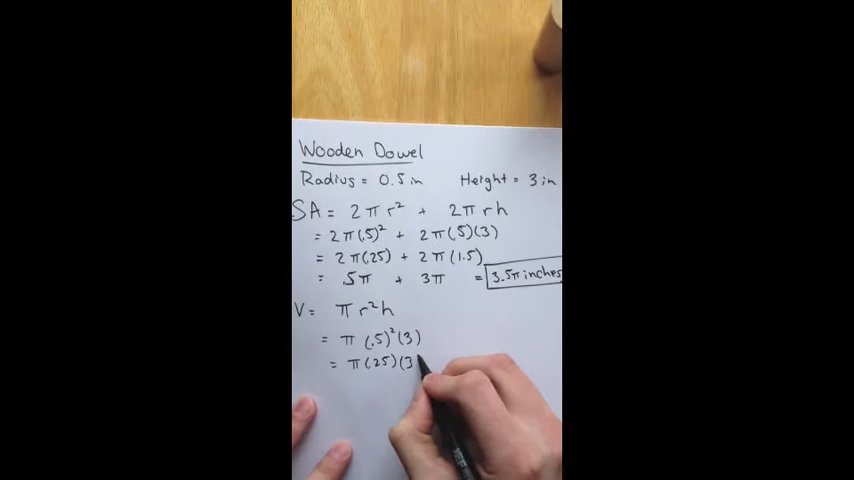 Wooden Dowel
Radius = 0.5 in Height = 3 in
SA = 2πr² + 2πrh
= 2π(.5)² + 2π(.5)(3)
= 2π(.25) + 2π(1.5)
= .5π + 3π = 3.5π inches
V = πr²h
= π(.5)²(3)
= π(.25)(3